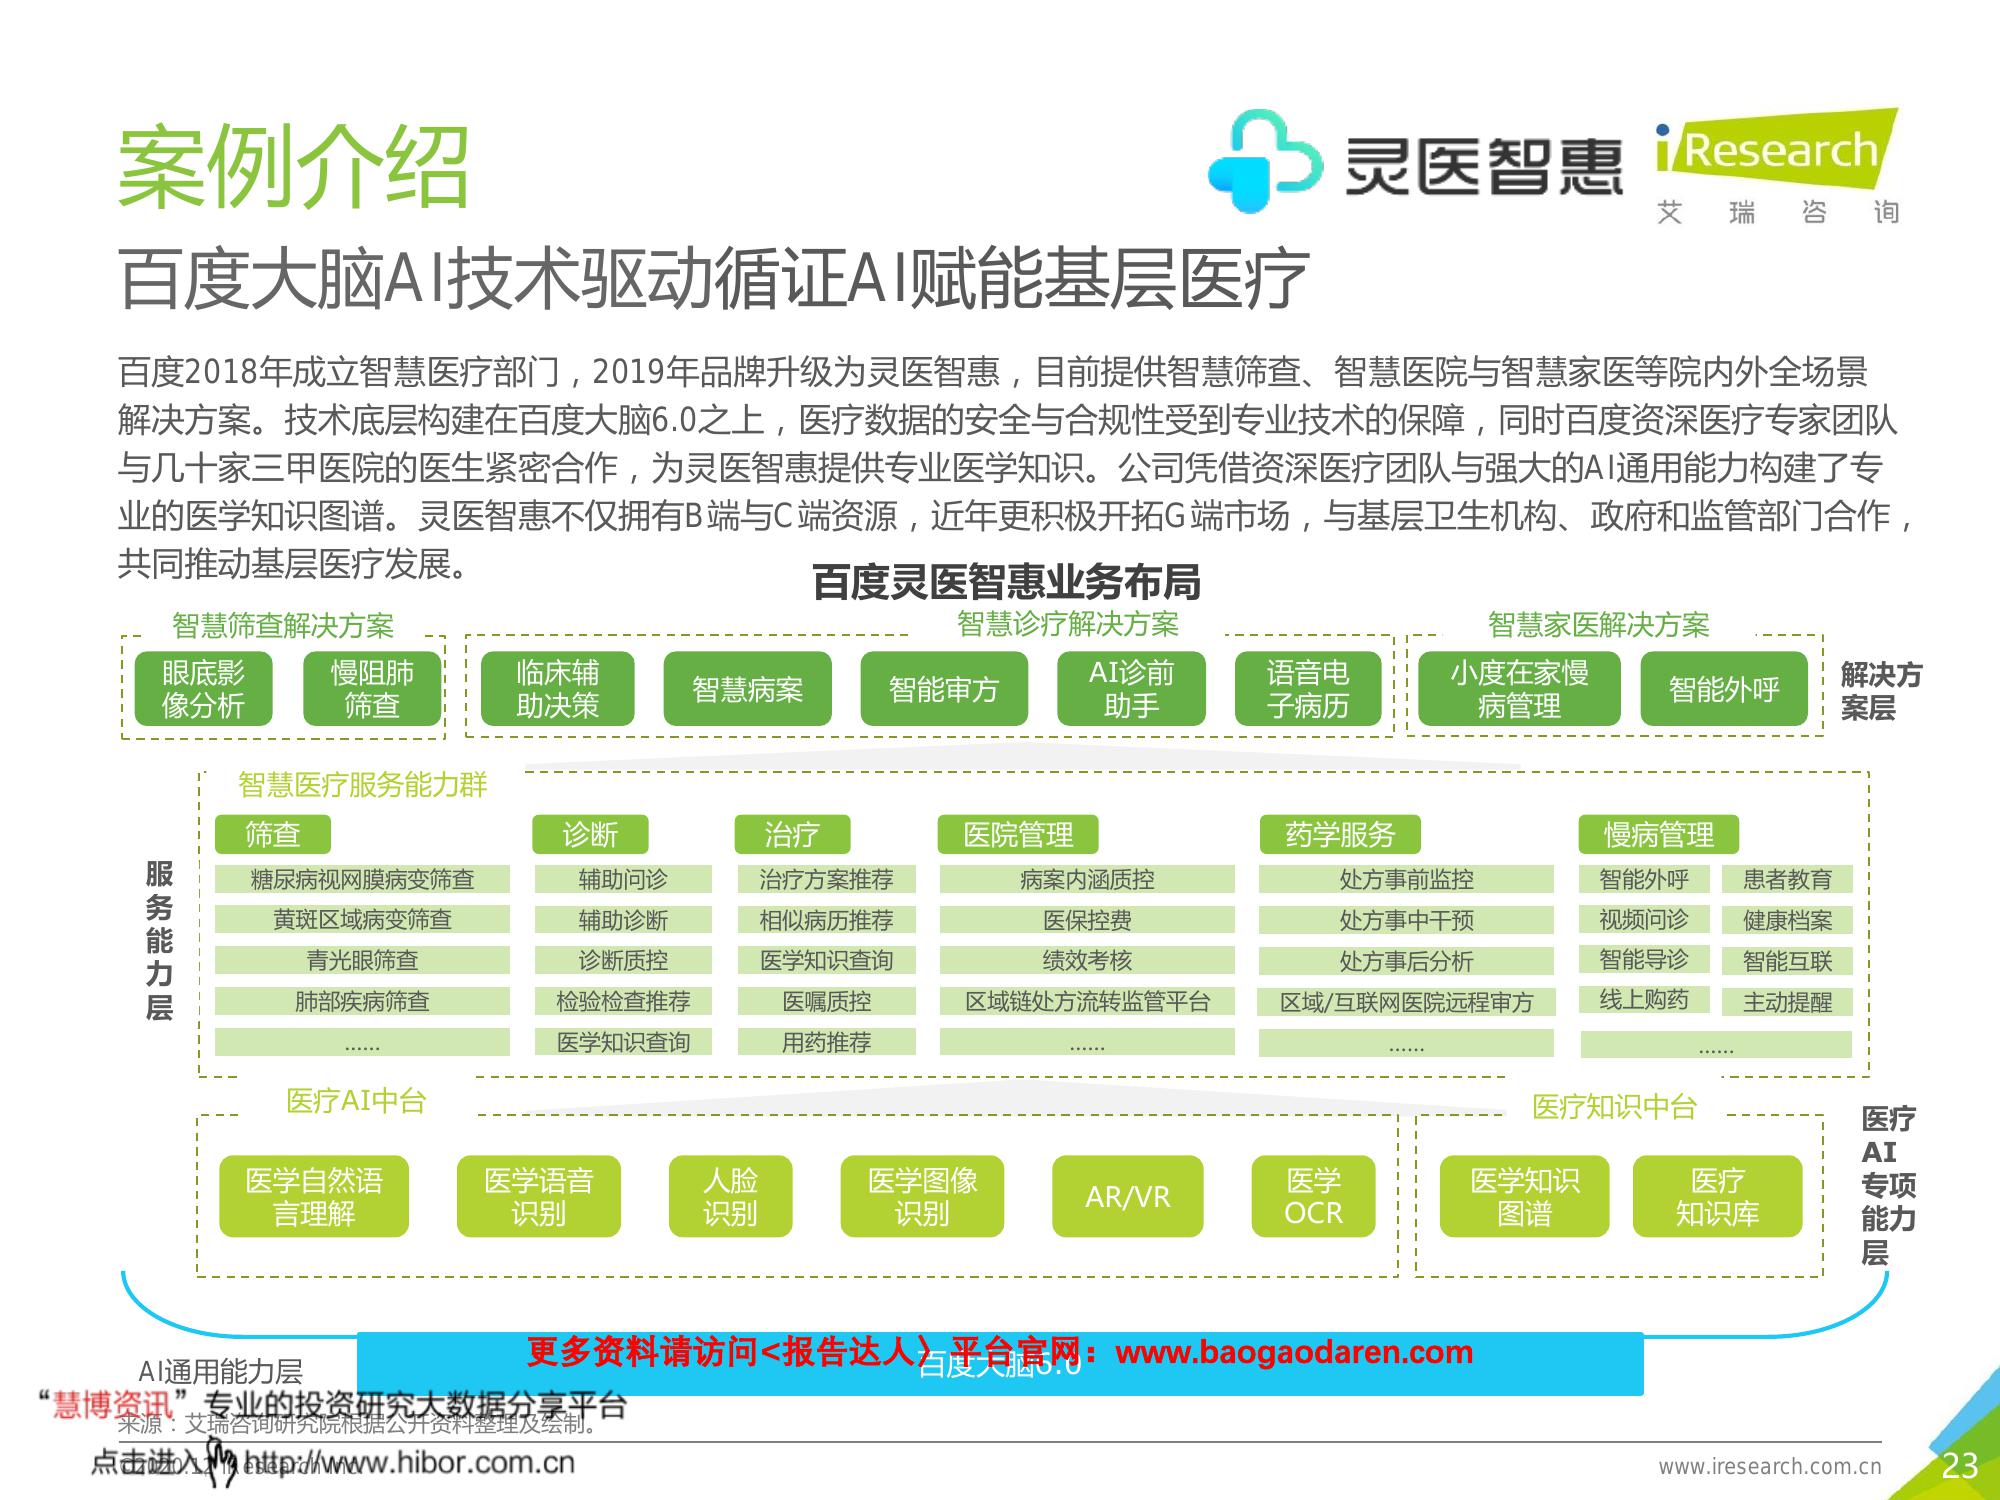 案例介绍
灵医智惠
iResearch
艾瑞咨询
百度大脑AI技术驱动循证AI赋能基层医疗
百度2018年成立智慧医疗部门，2019年品牌升级为灵医智惠，目前提供智慧筛查、智慧医院与智慧家医等院内外全场景
解决方案。技术底层构建在百度大脑6.0之上，医疗数据的安全与合规性受到专业技术的保障，同时百度资深医疗专家团队
与几十家三甲医院的医生紧密合作，为灵医智惠提供专业医学知识。公司凭借资深医疗团队与强大的AI通用能力构建了专
业的医学知识图谱。灵医智惠不仅拥有B端与C端资源，近年更积极开拓G端市场，与基层卫生机构、政府和监管部门合作，
共同推动基层医疗发展。
百度灵医智惠业务布局
智慧筛查解决方案
眼底影
像分析
慢阻肺
筛查
智慧诊疗解决方案
临床辅
助决策
智慧病案
智能审方
AI诊前
助手
语音电
子病历
智慧家医解决方案
小度在家慢
病管理
智能外呼
解决方
案层
服
务
能
力
层
智慧医疗服务能力群
筛查
糖尿病视网膜病变筛查
黄斑区域病变筛查
青光眼筛查
肺部疾病筛查
……
诊断
辅助问诊
辅助诊断
诊断质控
检验检查推荐
医学知识查询
治疗
治疗方案推荐
相似病历推荐
医学知识查询
医嘱质控
用药推荐
医院管理
病案内涵质控
医保控费
绩效考核
区域链处方流转监管平台
……
药学服务
处方事前监控
处方事中干预
处方事后分析
区域/互联网医院远程审方
……
慢病管理
智能外呼 患者教育
视频问诊 健康档案
智能导诊 智能互联
线上购药 主动提醒
……
医疗AI中台
医学自然语
言理解
医学语音
识别
人脸
识别
医学图像
识别
AR/VR
医学
OCR
医疗知识中台
医学知识
图谱
医疗
知识库
医疗
AI
专项
能力
层
AI通用能力层
百度大脑6.0
更多资料请访问<报告达人〉平台官网：www.baogaodaren.com
“慧博资讯”专业的投资研究大数据分享平台
来源：艾瑞咨询研究院根据公开资料整理及绘制。
点击进入 http://www.hibor.com.cn
©2020.12 iResearch Inc.
www.iresearch.com.cn
23